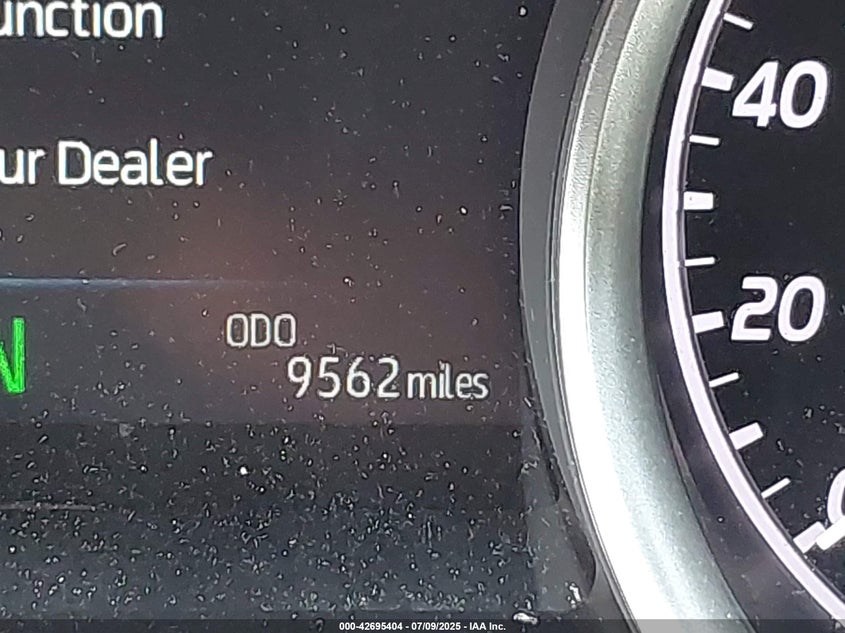 unction
ur Dealer
N
ODO
9562 miles
40
20
000-42695404 - 07/09/2025 - IAA Inc.